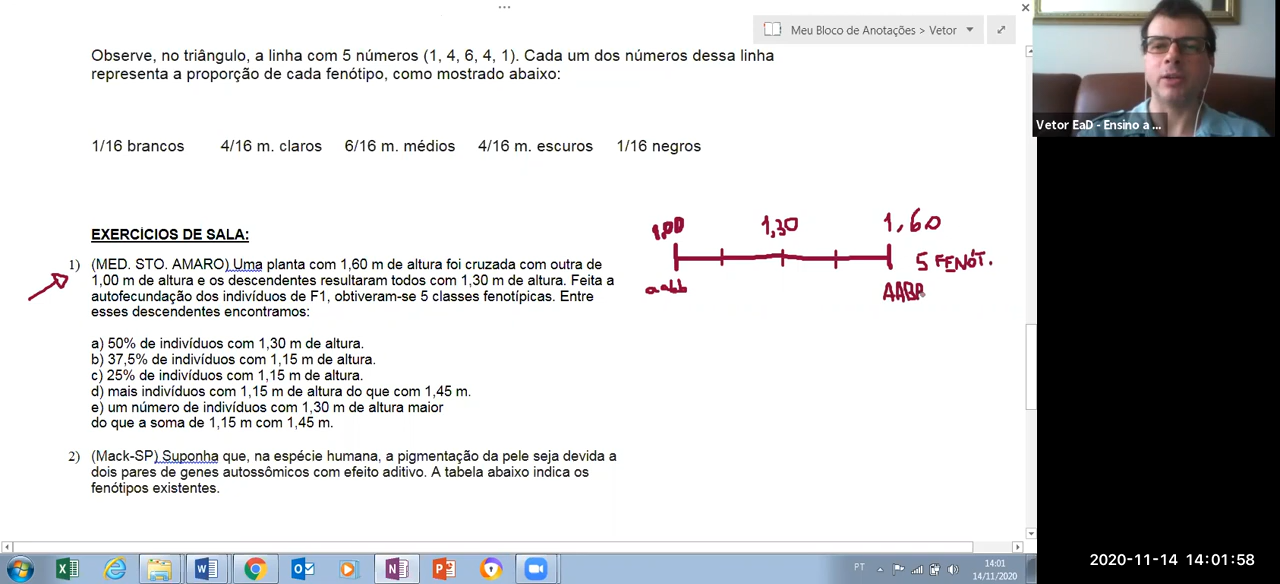 Meu Bloco de Anotações > Vetor
Observe, no triângulo, a linha com 5 números (1, 4, 6, 4, 1). Cada um dos números dessa linha
representa a proporção de cada fenótipo, como mostrado abaixo:
1/16 brancos 4/16 m. claros 6/16 m. médios 4/16 m. escuros 1/16 negros
Vetor EaD - Ensino a ...
EXERCÍCIOS DE SALA:
1) (MED. STO. AMARO) Uma planta com 1,60 m de altura foi cruzada com outra de
1,00 m de altura e os descendentes resultaram todos com 1,30 m de altura. Feita a
autofecundação dos indivíduos de F1, obtiveram-se 5 classes fenotípicas. Entre
esses descendentes encontramos:
a) 50% de indivíduos com 1,30 m de altura.
b) 37,5% de indivíduos com 1,15 m de altura.
c) 25% de indivíduos com 1,15 m de altura.
d) mais indivíduos com 1,15 m de altura do que com 1,45 m.
e) um número de indivíduos com 1,30 m de altura maior
do que a soma de 1,15 m com 1,45 m.
1,00 1,30 1,60
5 FENÓT.
aabb AABB
2) (Mack-SP) Suponha que, na espécie humana, a pigmentação da pele seja devida a
dois pares de genes autossômicos com efeito aditivo. A tabela abaixo indica os
fenótipos existentes.
PT
14:01
14/11/2020
2020-11-14 14:01:58